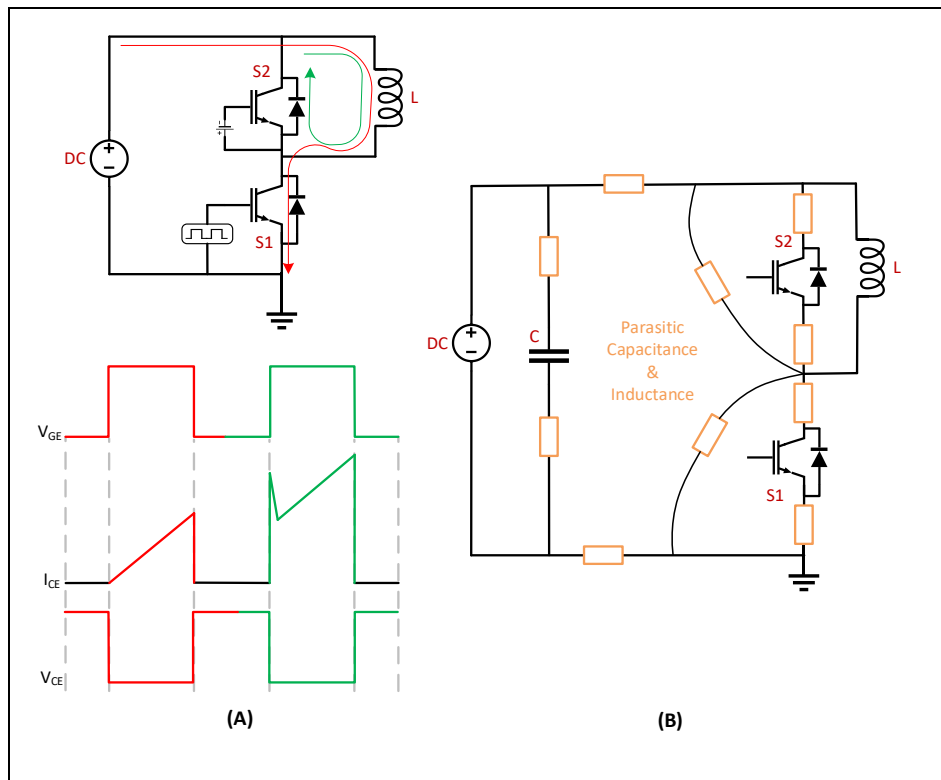 S2
L
DC
S1
V_GE
I_CE
V_CE
(A)
S2
L
DC
C
Parasitic
Capacitance
&
Inductance
S1
(B)